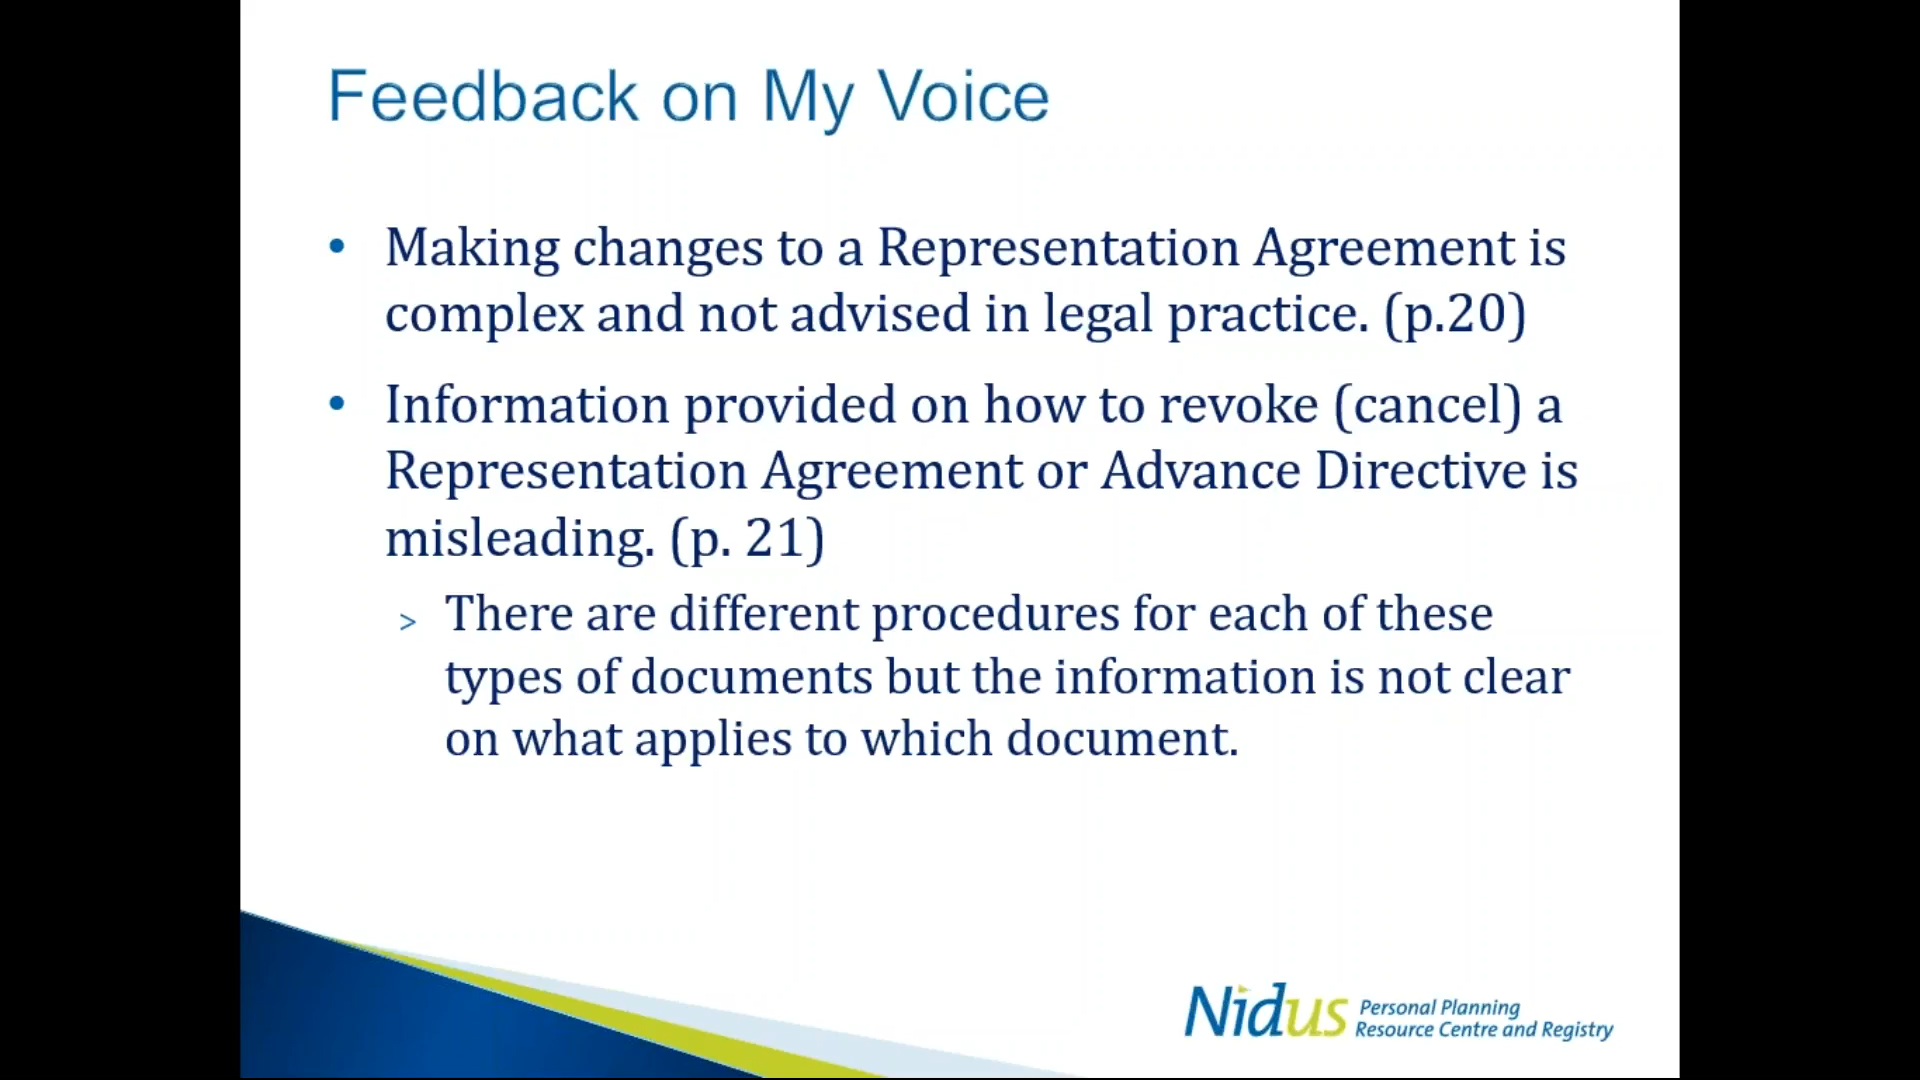 Feedback on My Voice
• Making changes to a Representation Agreement is
complex and not advised in legal practice. (p.20)
• Information provided on how to revoke (cancel) a
Representation Agreement or Advance Directive is
misleading. (p. 21)
> There are different procedures for each of these
types of documents but the information is not clear
on what applies to which document.
Nidus Personal Planning
Resource Centre and Registry